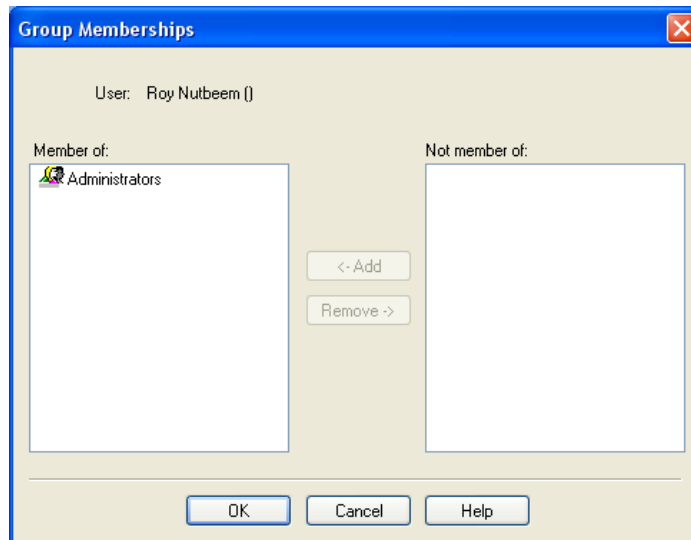 Group Memberships
User: Roy Nutbeem ()
Member of:
Not member of:
Administrators
<- Add
Remove ->
OK
Cancel
Help